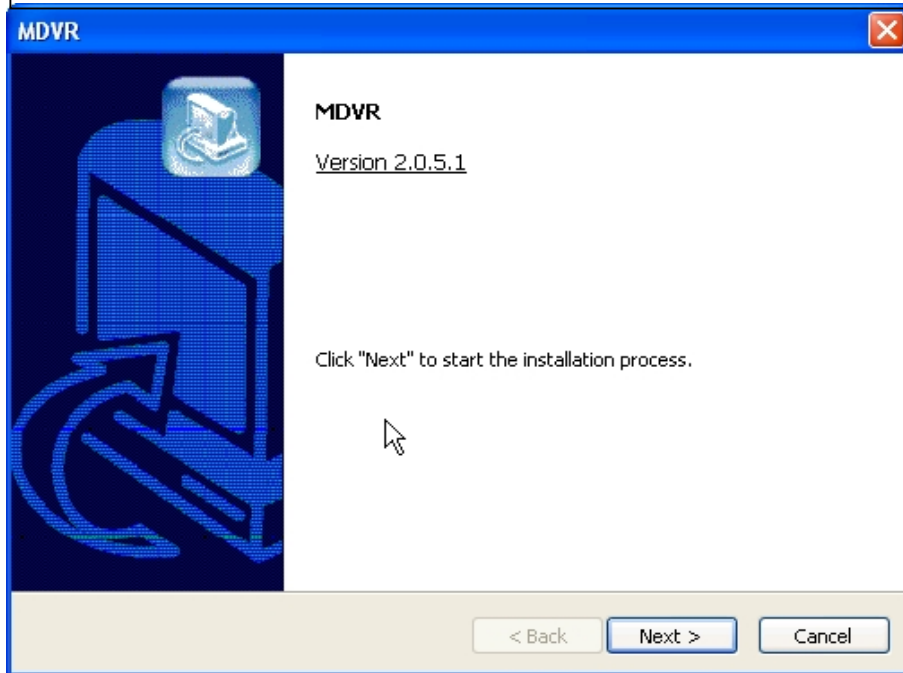 MDVR
MDVR
Version 2.0.5.1
Click "Next" to start the installation process.
< Back Next > Cancel